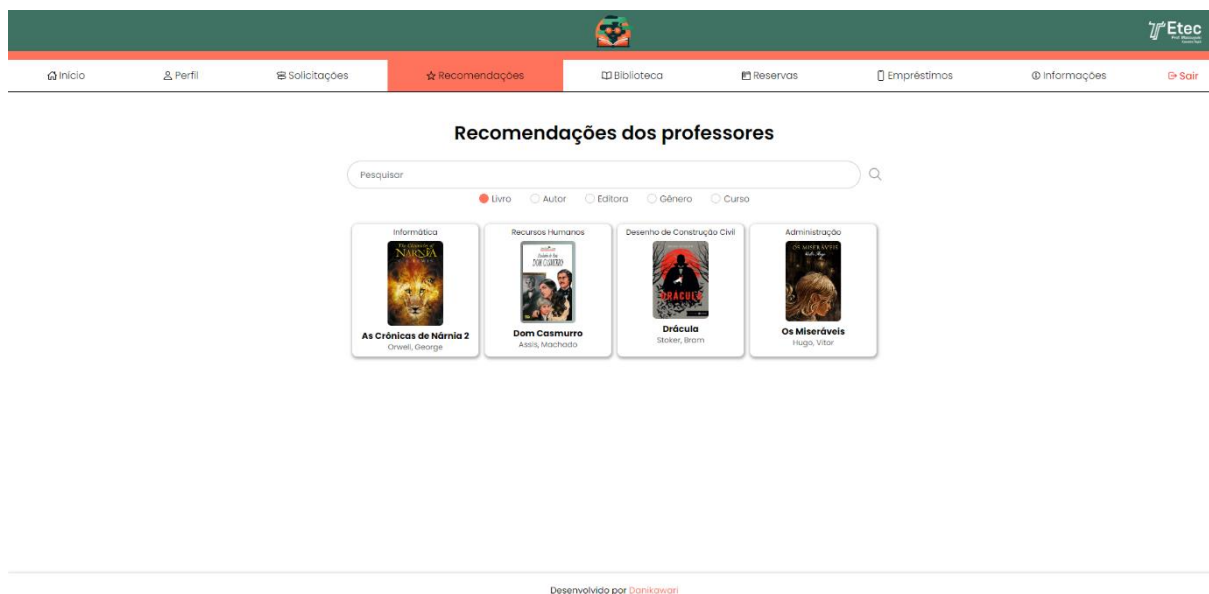 Etec
Início
Perfil
Solicitações
Recomendações
Biblioteca
Reservas
Empréstimos
Informações
Sair
Recomendações dos professores
Pesquisar
Livro
Autor
Editora
Gênero
Curso
Informática
NARNIA
As Crônicas de Nárnia 2
Orwell, George
Recursos Humanos
DOM CASMURRO
Dom Casmurro
Assis, Machado
Desenho de Construção Civil
DRÁCULA
Drácula
Stoker, Bram
Administração
OS MISERÁVEIS
Os Miseráveis
Hugo, Vitor
Desenvolvido por Danikawari